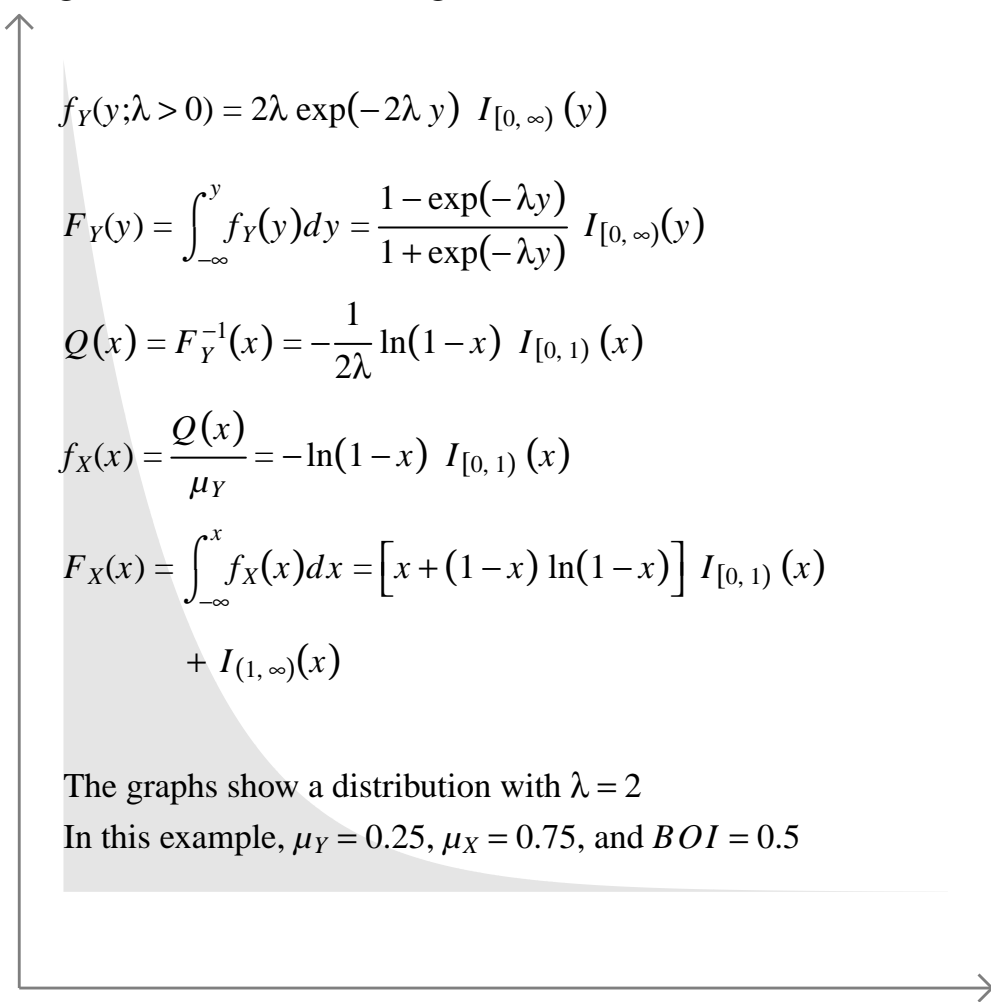 f_Y(y;λ > 0) = 2λ exp(−2λ y) I_{[0, ∞)} (y)
F_Y(y) = ∫_{−∞}^{y} f_Y(y)dy = \frac{1 − exp(−λy)}{1 + exp(−λy)} I_{[0, ∞)}(y)
Q(x) = F_Y^{−1}(x) = −\frac{1}{2λ} ln(1 − x) I_{[0, 1)} (x)
f_X(x) = \frac{Q(x)}{μ_Y} = −ln(1 − x) I_{[0, 1)} (x)
F_X(x) = ∫_{−∞}^{x} f_X(x)dx = [x + (1 − x) ln(1 − x)] I_{[0, 1)} (x)
+ I_{(1, ∞)}(x)
The graphs show a distribution with λ = 2
In this example, μ_Y = 0.25, μ_X = 0.75, and BOI = 0.5